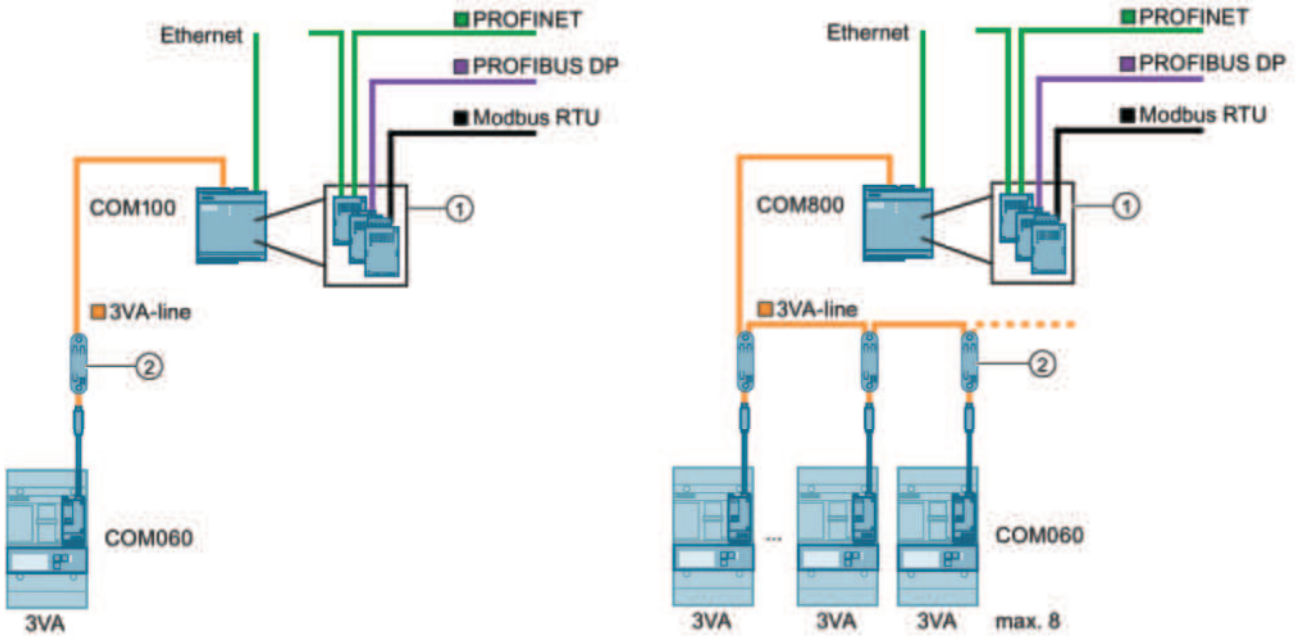 PROFINET
Ethernet
PROFIBUS DP
Modbus RTU
COM100
1
3VA-line
2
COM060
3VA
PROFINET
Ethernet
PROFIBUS DP
Modbus RTU
COM800
1
3VA-line
2
...
COM060
3VA
3VA
3VA
max. 8